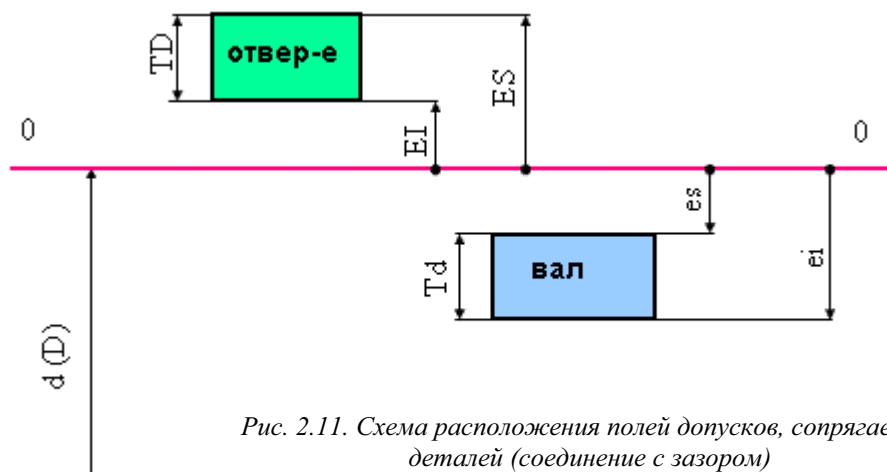 TD
отвер-е
ES
EI
0
0
es
ei
Td
вал
d (D)
Рис. 2.11. Схема расположения полей допусков, сопрягае
деталей (соединение с зазором)